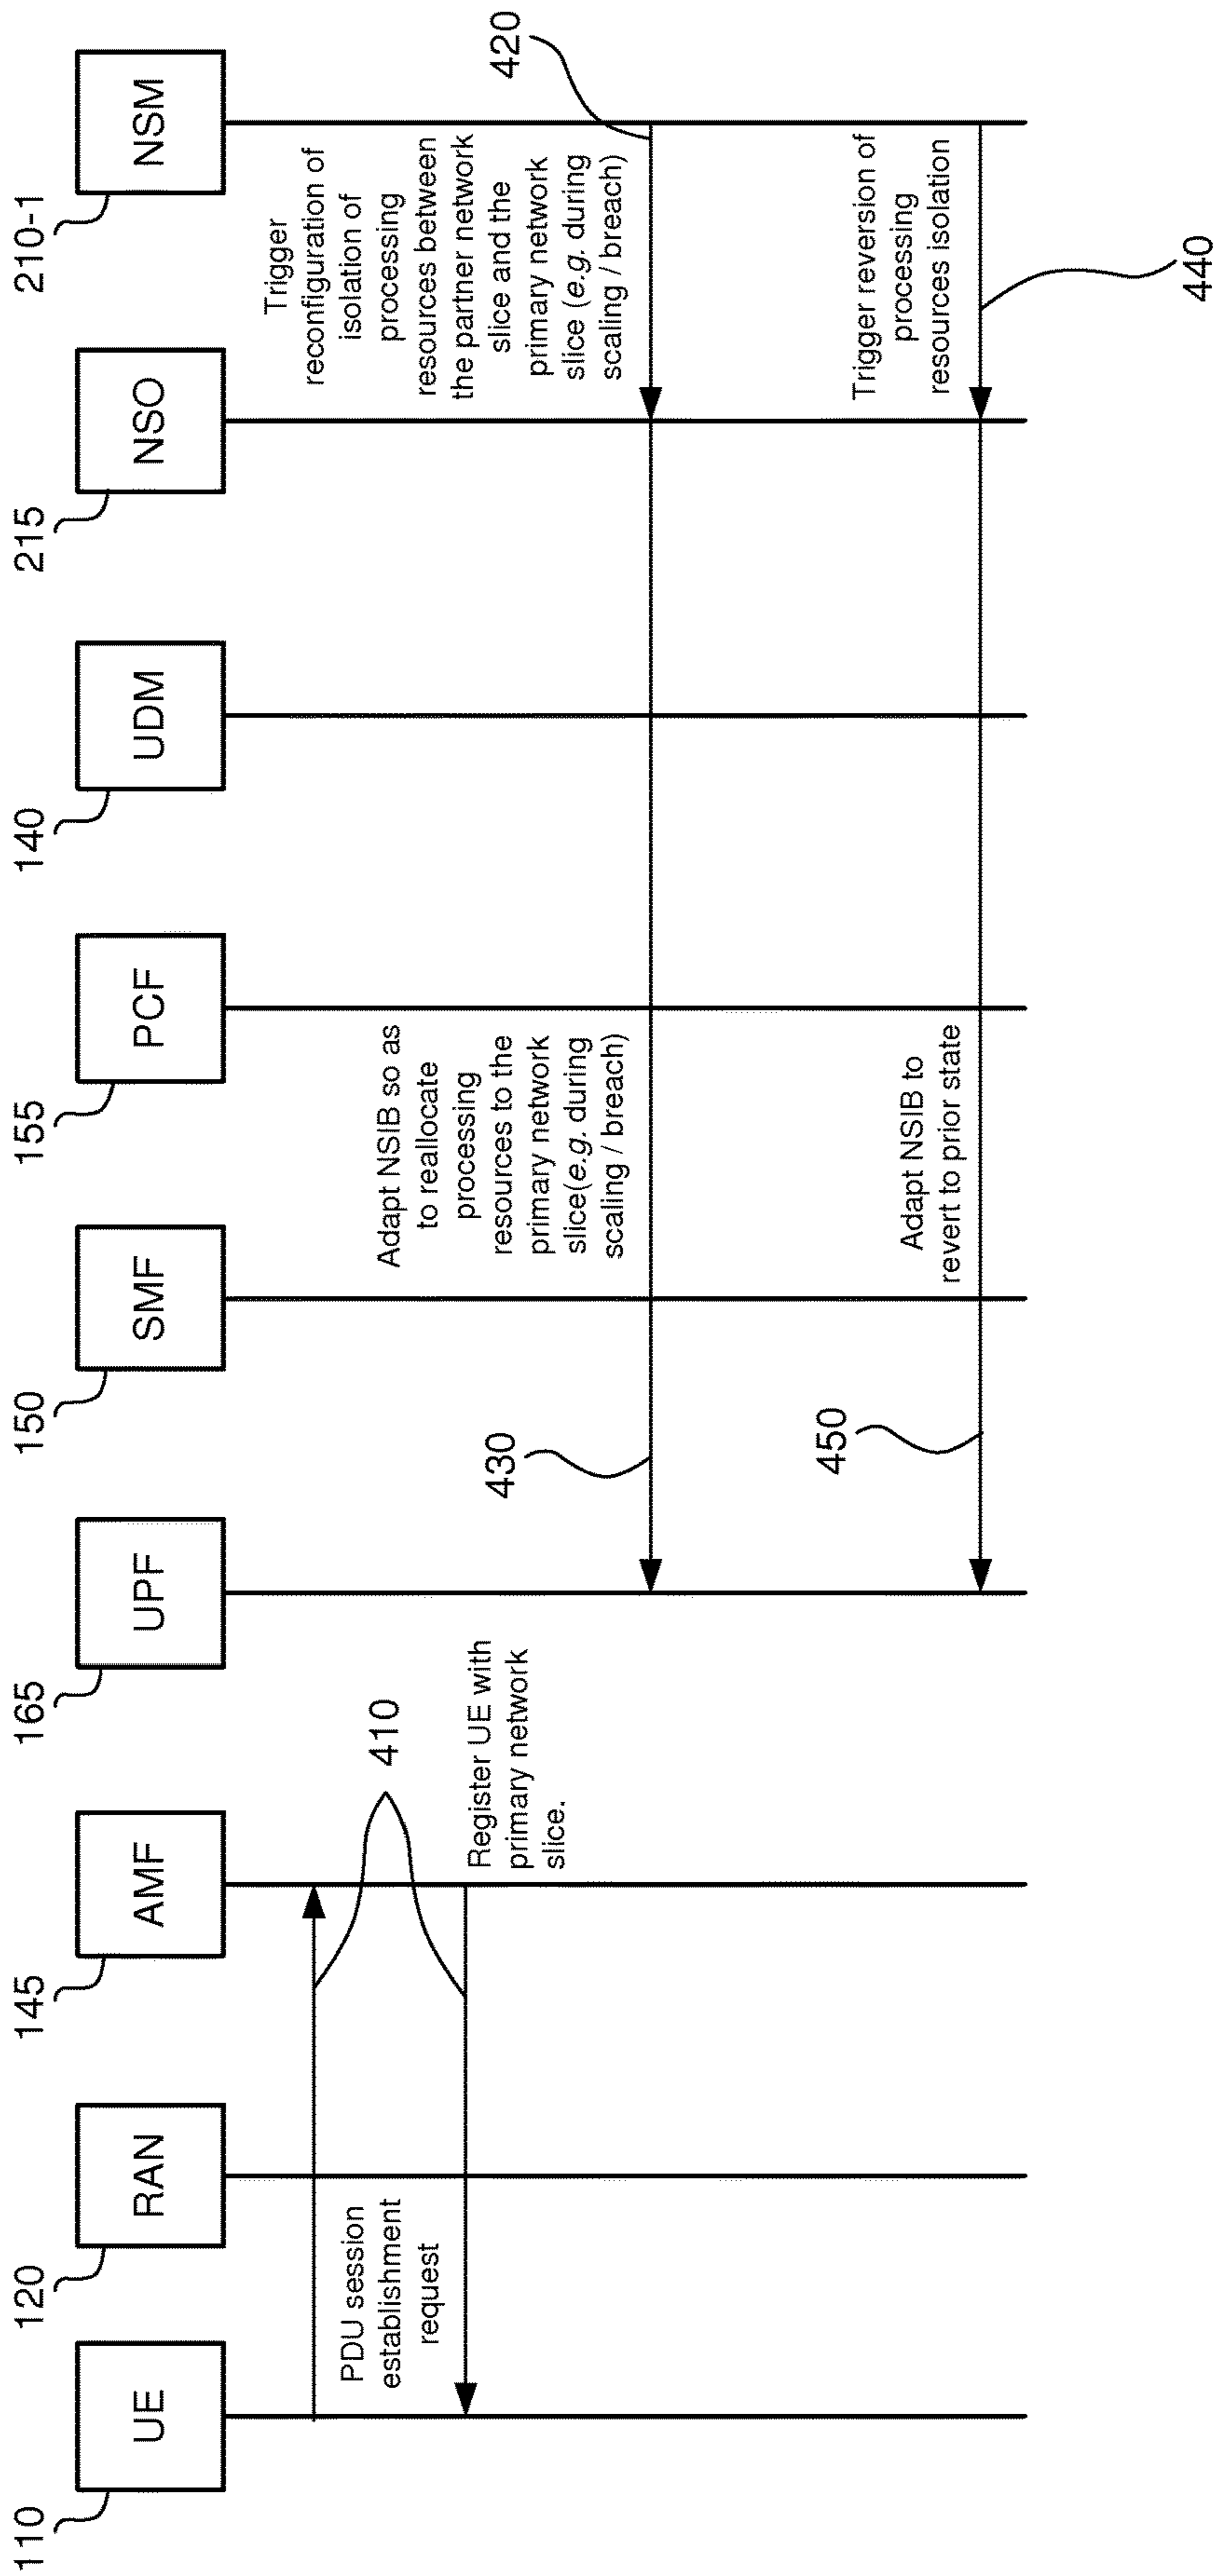 110
UE
120
RAN
145
AMF
165
UPF
150
SMF
155
PCF
140
UDM
215
NSO
210-1
NSM
PDU session
establishment
request
410
Register UE with
primary network
slice.
Trigger
reconfiguration of
isolation of
processing
resources between
the partner network
slice and the
primary network
slice (e.g. during
scaling / breach)
420
Adapt NSIB so as
to reallocate
processing
resources to the
primary network
slice(e.g. during
scaling / breach)
430
Trigger reversion of
processing
resources isolation
440
Adapt NSIB to
revert to prior state
450